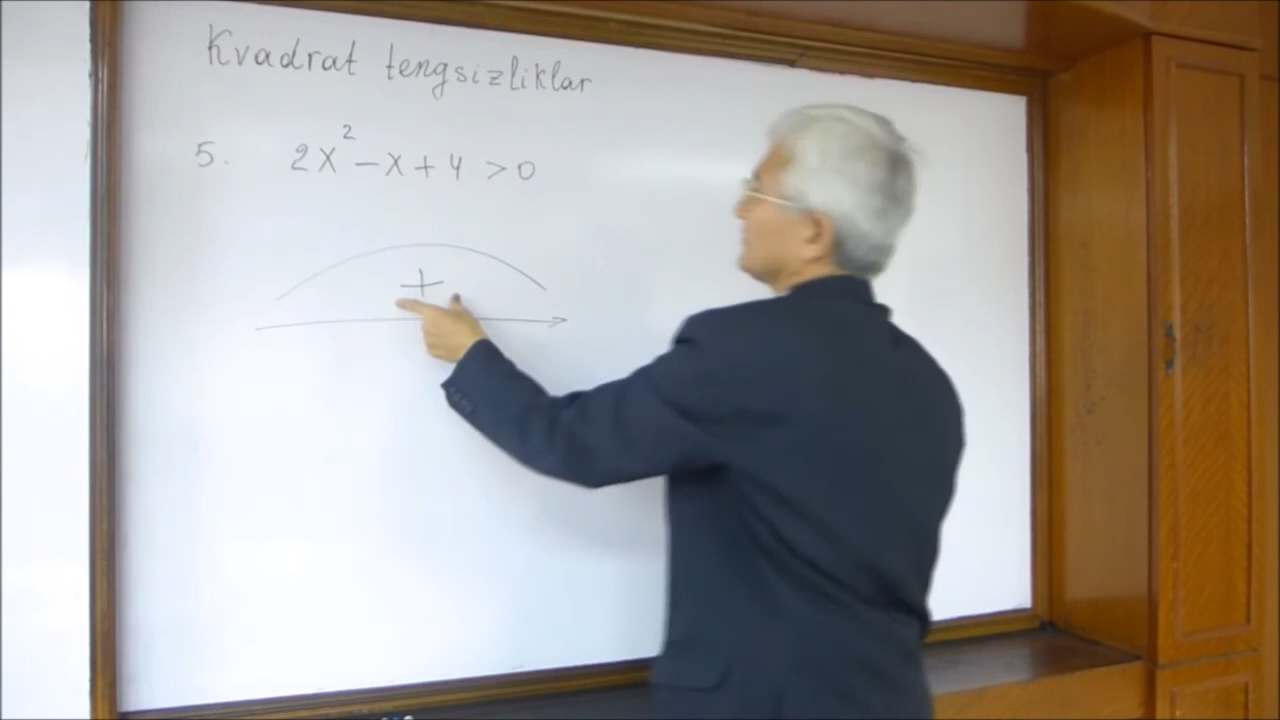 Kvadrat tengsizliklar
5. 2x² - x + 4 > 0
+